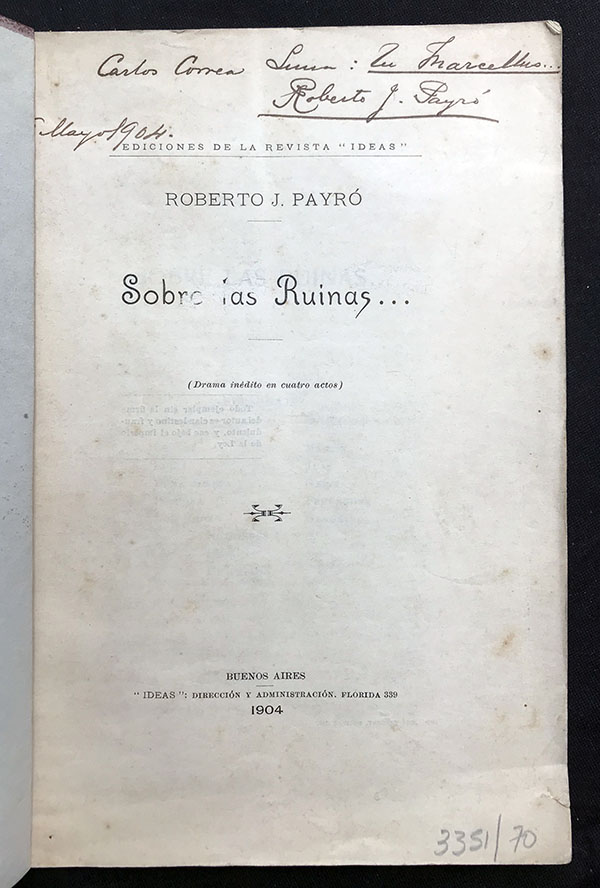 Carlos Correa Luna: Tu Marcellus...
Roberto J. Payró
Mayo 1904.
EDICIONES DE LA REVISTA "IDEAS"
ROBERTO J. PAYRÓ
Sobre las Ruinas...
(Drama inédito en cuatro actos)
BUENOS AIRES
"IDEAS": DIRECCIÓN Y ADMINISTRACIÓN. FLORIDA 339
1904
3351/70